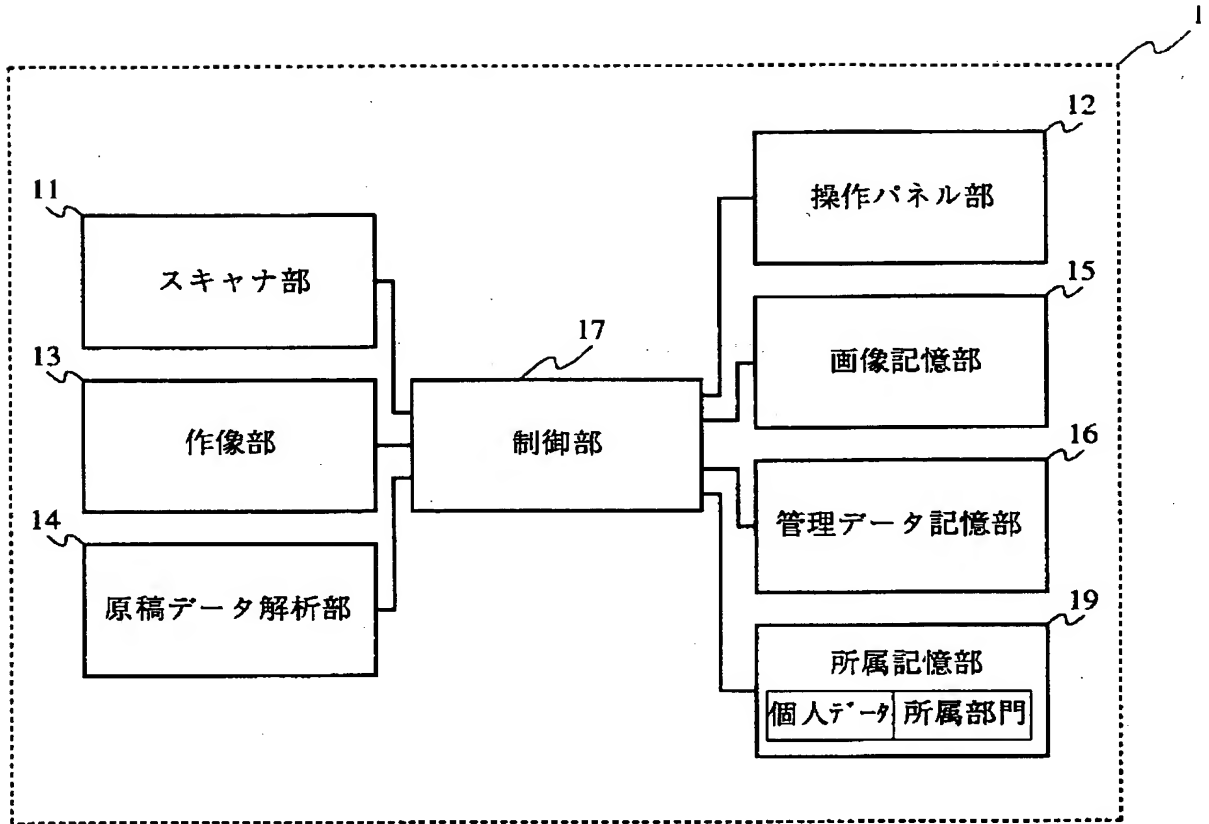 1
11
スキャナ部
13
作像部
14
原稿データ解析部
17
制御部
12
操作パネル部
15
画像記憶部
16
管理データ記憶部
19
所属記憶部
個人データ 所属部門